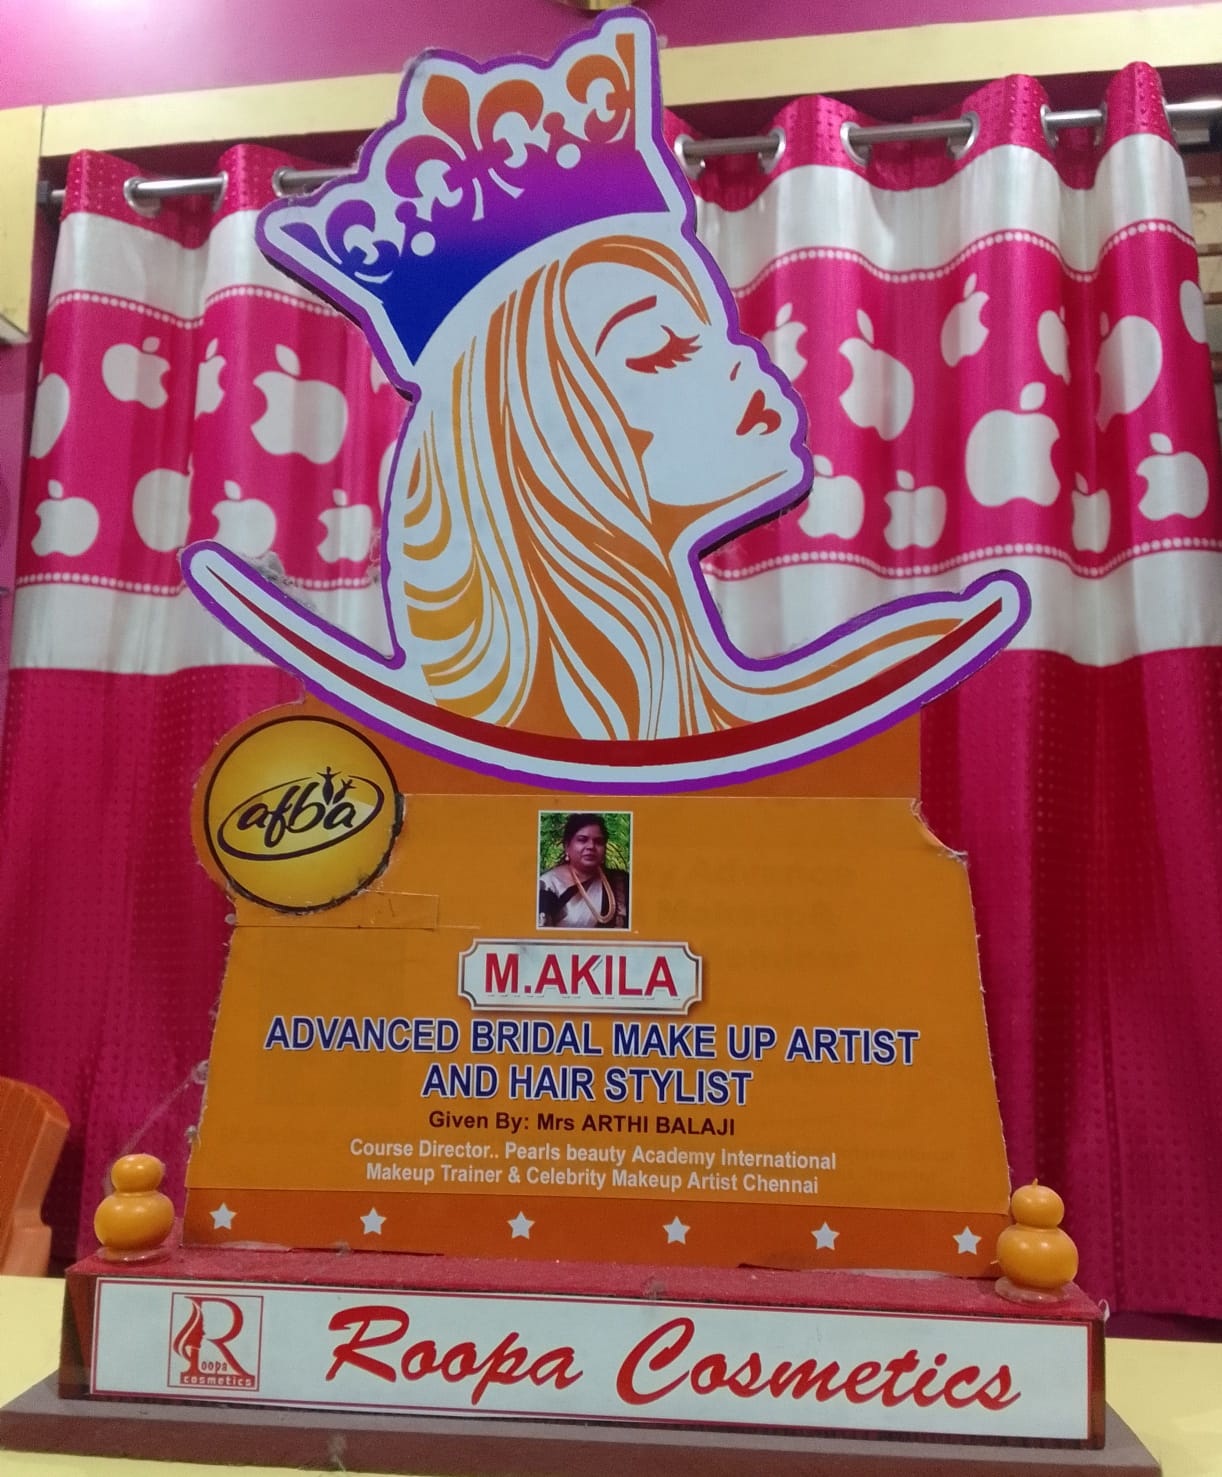 afba
M.AKILA
ADVANCED BRIDAL MAKE UP ARTIST
AND HAIR STYLIST
Given By: Mrs ARTHI BALAJI
Course Director.. Pearls beauty Academy International
Makeup Trainer & Celebrity Makeup Artist Chennai
Roopa
cosmetics
Roopa Cosmetics